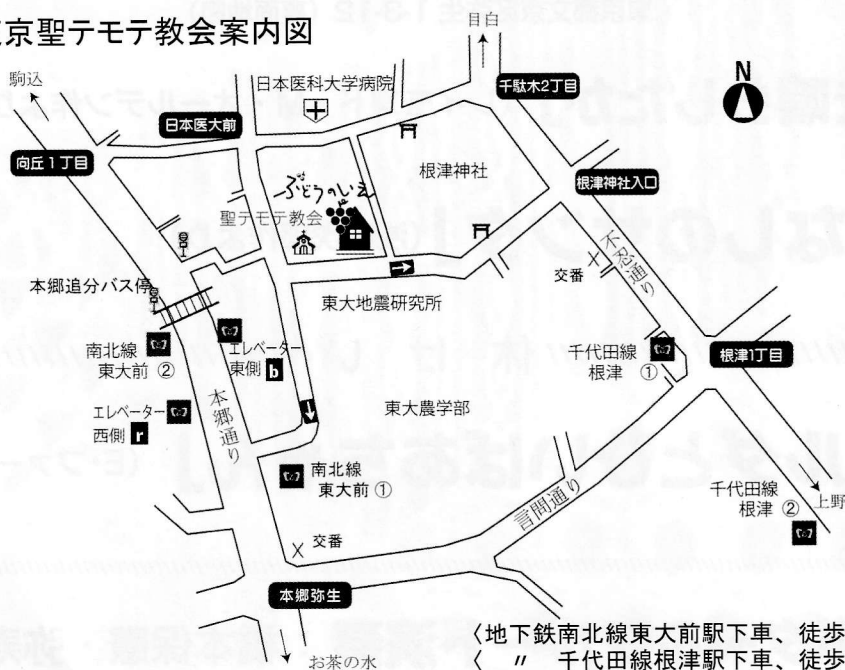 京聖テモテ教会案内図
目白
駒込
日本医科大学病院
千駄木2丁目
N
日本医大前
向丘1丁目
根津神社
根津神社入口
ぶどうのいえ
聖テモテ教会
不忍通り
交番
本郷追分バス停
東大地震研究所
南北線
東大前 ②
エレベーター
東側 b
千代田線
根津 ①
根津1丁目
エレベーター
西側 r
本郷通り
東大農学部
南北線
東大前 ①
言問通り
千代田線
根津 ②
上野
交番
本郷弥生
お茶の水
〈地下鉄南北線東大前駅下車、徒歩
〈 〃 千代田線根津駅下車、徒歩